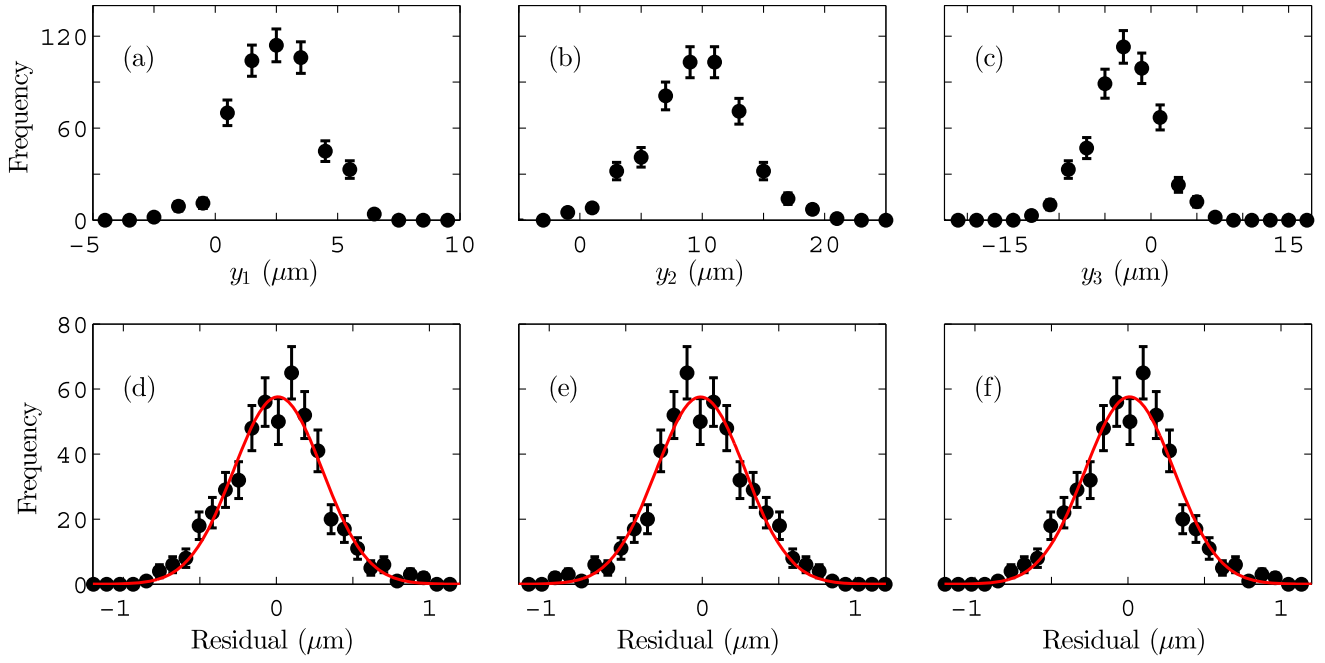 (a) (b) (c)
Frequency
120
60
0
-5 0 5 10
0 10 20
-15 0 15
y₁ (μm) y₂ (μm) y₃ (μm)
(d) (e) (f)
Frequency
80
60
40
20
0
-1 0 1
-1 0 1
-1 0 1
Residual (μm) Residual (μm) Residual (μm)